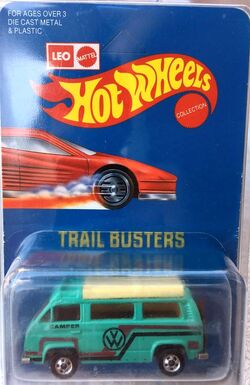 FOR AGES OVER 3
DIE CAST METAL
& PLASTIC
LEO
MATTEL
Hot Wheels
COLLECTION
TRAIL BUSTERS
CAMPER
VW